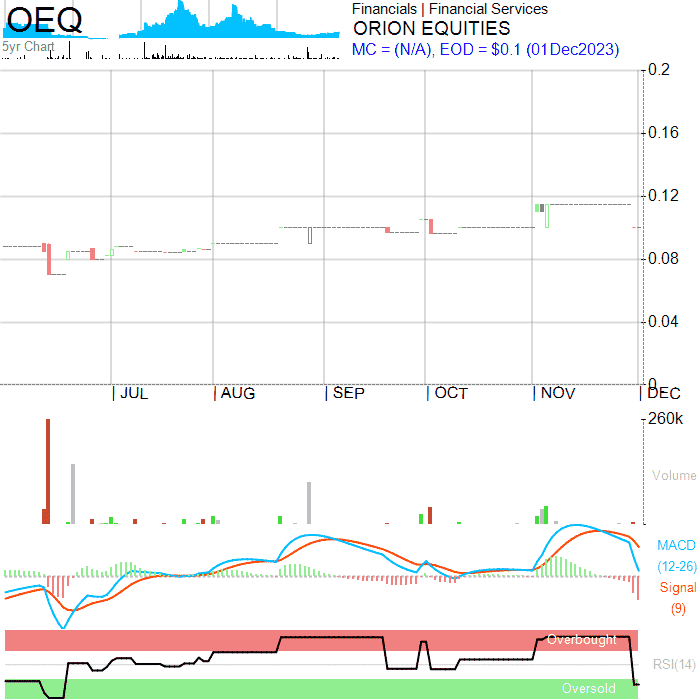 OEQ
5yr Chart
Financials | Financial Services
ORION EQUITIES
MC = (N/A), EOD = $0.1 (01Dec2023)
0.2
0.16
0.12
0.08
0.04
0
JUL AUG SEP OCT NOV DEC
260k
Volume
MACD
(12-26)
Signal
(9)
Overbought
RSI(14)
Oversold